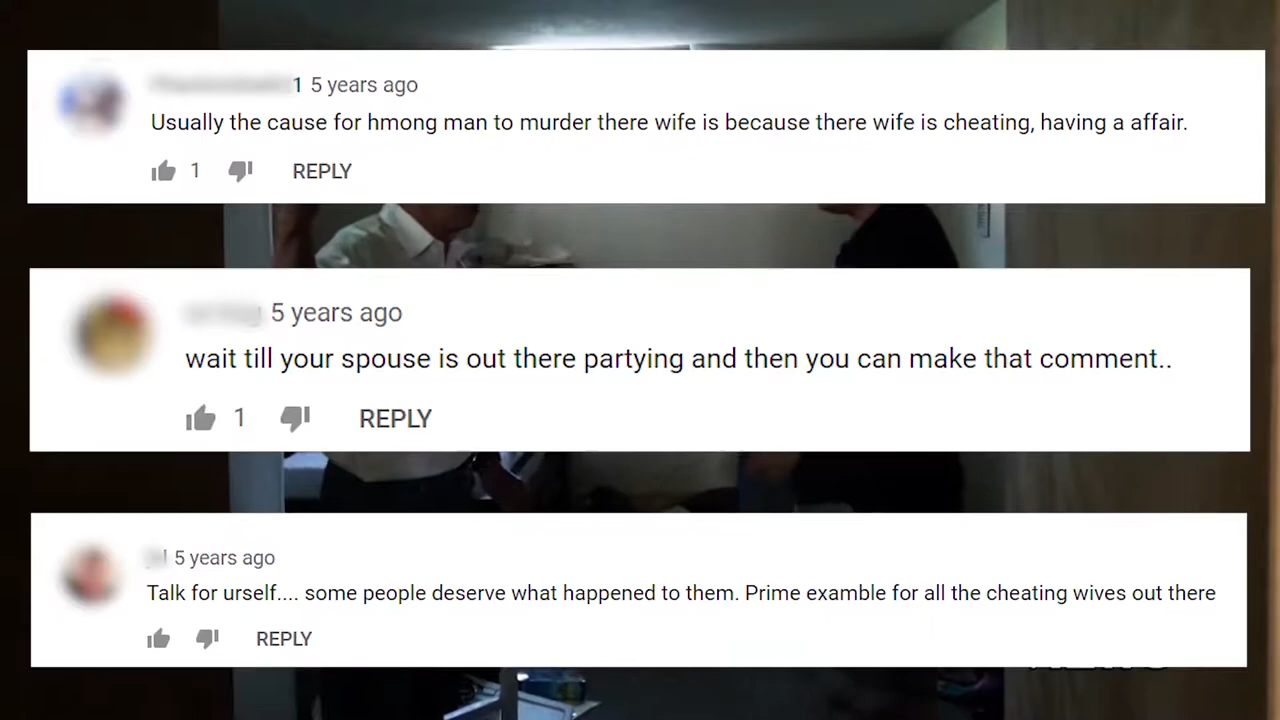 1 5 years ago
Usually the cause for hmong man to murder there wife is because there wife is cheating, having a affair.
1 REPLY
5 years ago
wait till your spouse is out there partying and then you can make that comment..
1 REPLY
5 years ago
Talk for urself.... some people deserve what happened to them. Prime examble for all the cheating wives out there
REPLY